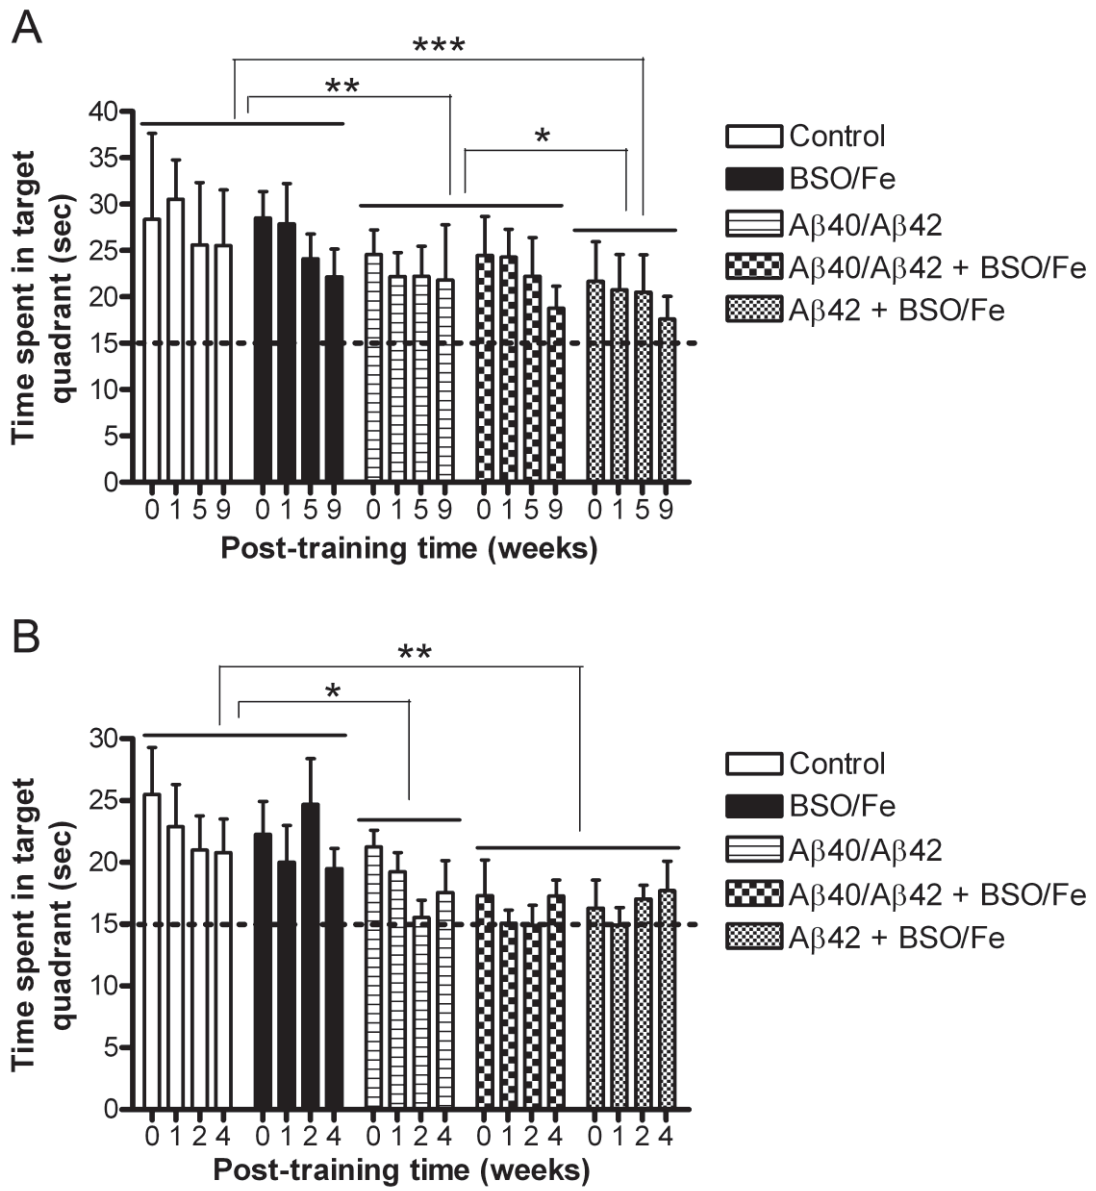 A
***
**
*
40
35
30
25
20
15
10
5
0
Time spent in target
quadrant (sec)
0 1 5 9 0 1 5 9 0 1 5 9 0 1 5 9 0 1 5 9
Post-training time (weeks)
Control
BSO/Fe
Aβ40/Aβ42
Aβ40/Aβ42 + BSO/Fe
Aβ42 + BSO/Fe
B
**
*
30
25
20
15
10
5
0
Time spent in target
quadrant (sec)
0 1 2 4 0 1 2 4 0 1 2 4 0 1 2 4 0 1 2 4
Post-training time (weeks)
Control
BSO/Fe
Aβ40/Aβ42
Aβ40/Aβ42 + BSO/Fe
Aβ42 + BSO/Fe